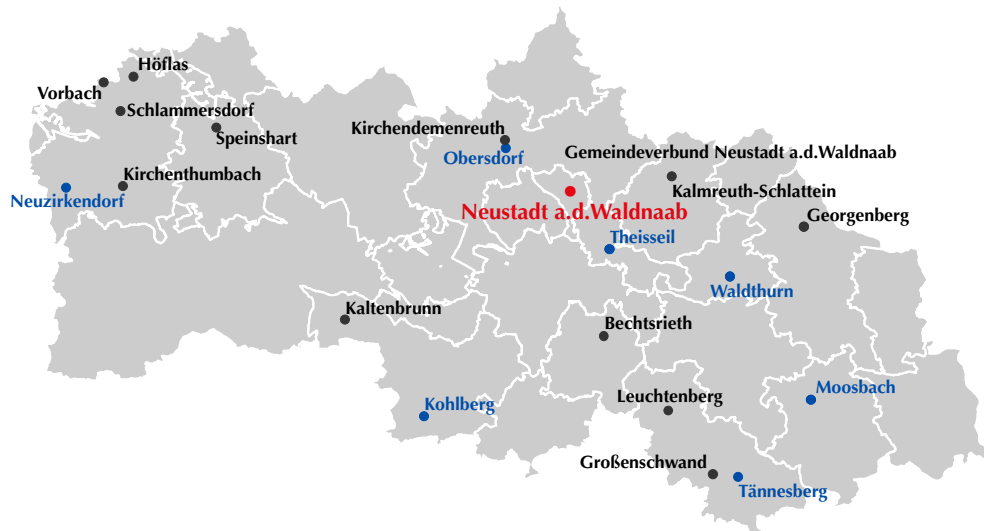 Höflas
Vorbach
Schlammersdorf
Speinshart
Kirchendemenreuth
Obersdorf
Gemeindeverbund Neustadt a.d.Waldnaab
Kirchenthumbach
Kalmreuth-Schlattein
Neuzirkendorf
Neustadt a.d.Waldnaab
Georgenberg
Theisseil
Waldthurn
Kaltenbrunn
Bechtsrieth
Moosbach
Leuchtenberg
Kohlberg
Großenschwand
Tännesberg